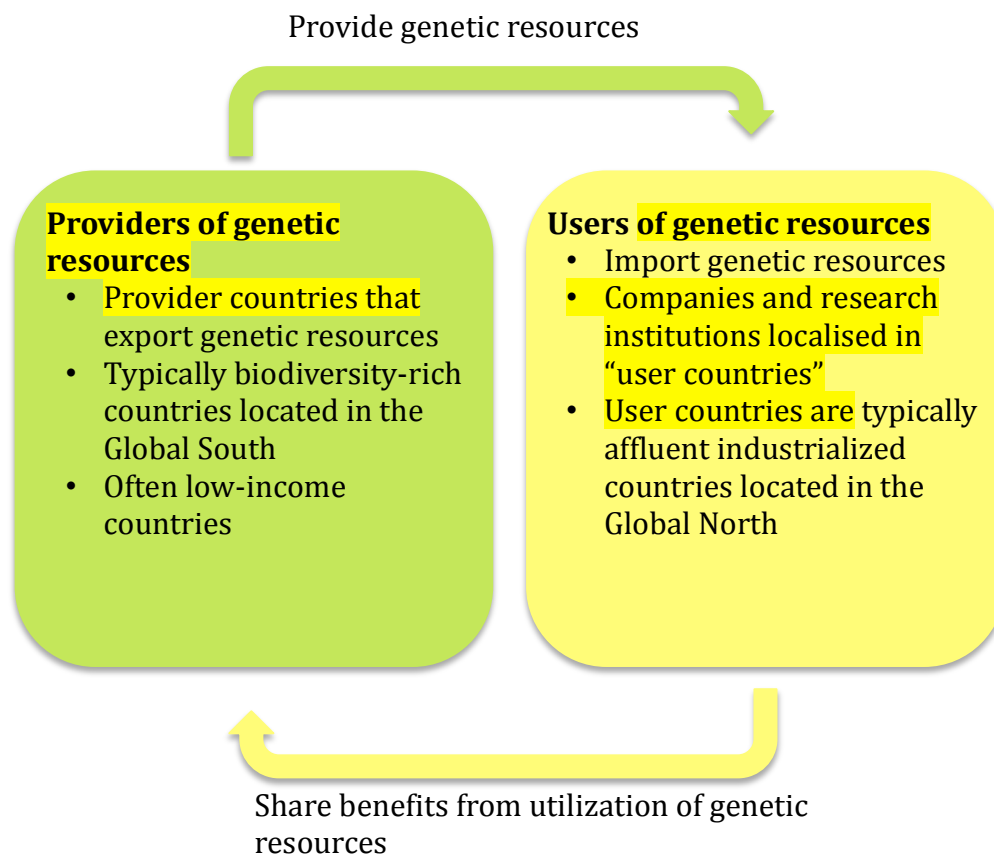 Provide genetic resources
Providers of genetic
resources
• Provider countries that
export genetic resources
• Typically biodiversity-rich
countries located in the
Global South
• Often low-income
countries
Users of genetic resources
• Import genetic resources
• Companies and research
institutions localised in
“user countries”
• User countries are typically
affluent industrialized
countries located in the
Global North
Share benefits from utilization of genetic
resources